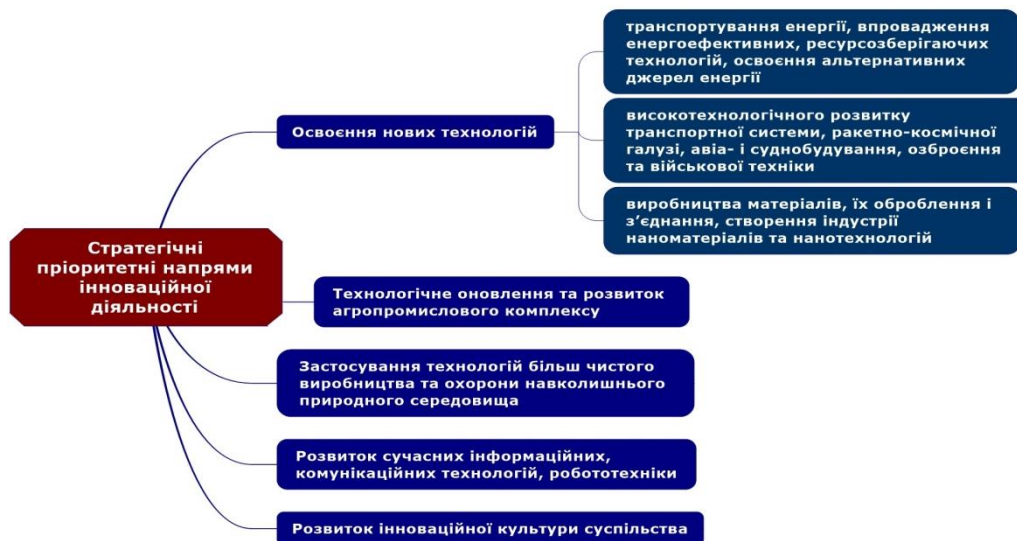 Стратегічні
пріоритетні напрями
інноваційної
діяльності
Освоєння нових технологій
транспортування енергії, впровадження
енергоефективних, ресурсозберігаючих
технологій, освоєння альтернативних
джерел енергії
високотехнологічного розвитку
транспортної системи, ракетно-космічної
галузі, авіа- і суднобудування, озброєння
та військової техніки
виробництва матеріалів, їх оброблення і
з’єднання, створення індустрії
наноматеріалів та нанотехнологій
Технологічне оновлення та розвиток
агропромислового комплексу
Застосування технологій більш чистого
виробництва та охорони навколишнього
природного середовища
Розвиток сучасних інформаційних,
комунікаційних технологій, робототехніки
Розвиток інноваційної культури суспільства